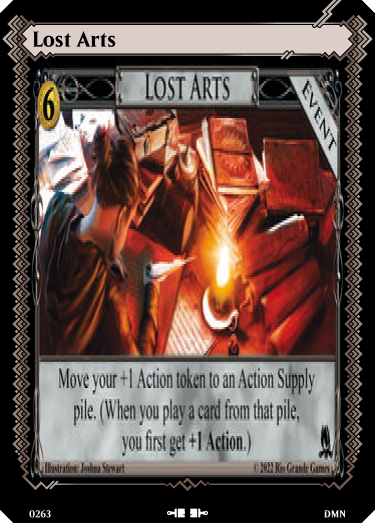 Lost Arts
LOST ARTS
6
EVENT
Move your +1 Action token to an Action Supply
pile. (When you play a card from that pile,
you first get +1 Action.)
Illustration: Joshua Stewart © 2022 Rio Grande Games
0263 DMN